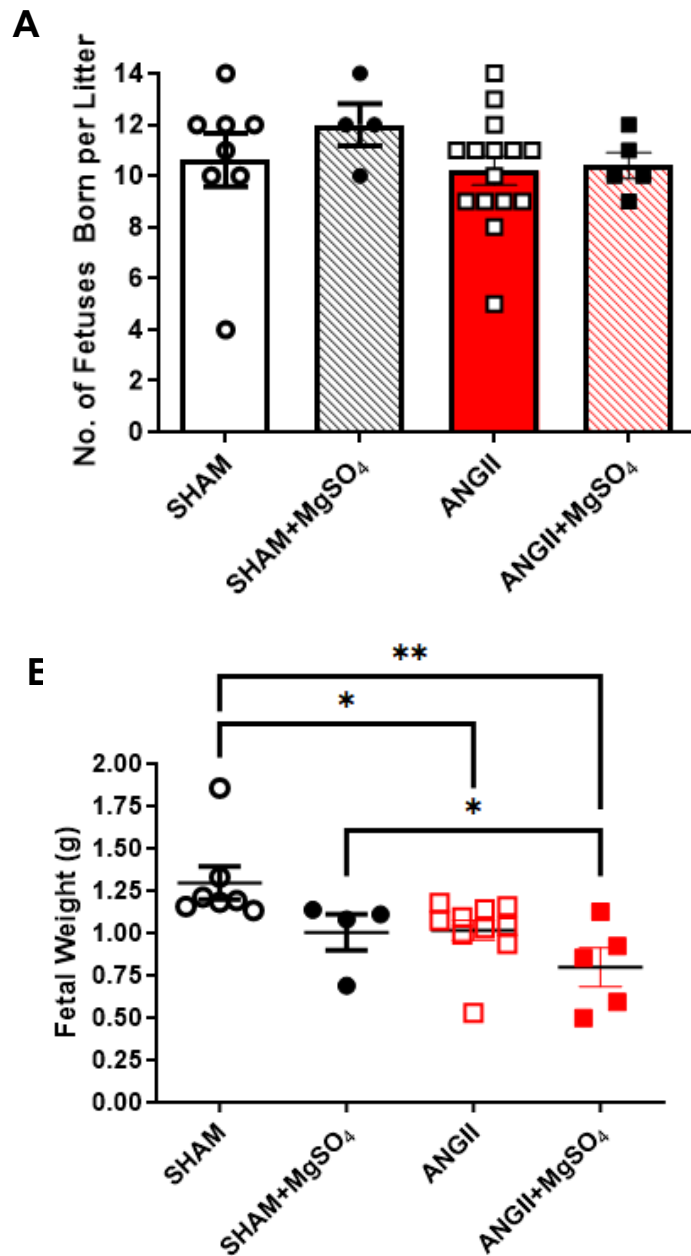 A
No. of Fetuses Born per Litter
14
12
10
8
6
4
2
0
SHAM
SHAM+MgSO₄
ANGII
ANGII+MgSO₄
**
*
*
Fetal Weight (g)
2.00
1.75
1.50
1.25
1.00
0.75
0.50
0.25
0.00
SHAM
SHAM+MgSO₄
ANGII
ANGII+MgSO₄